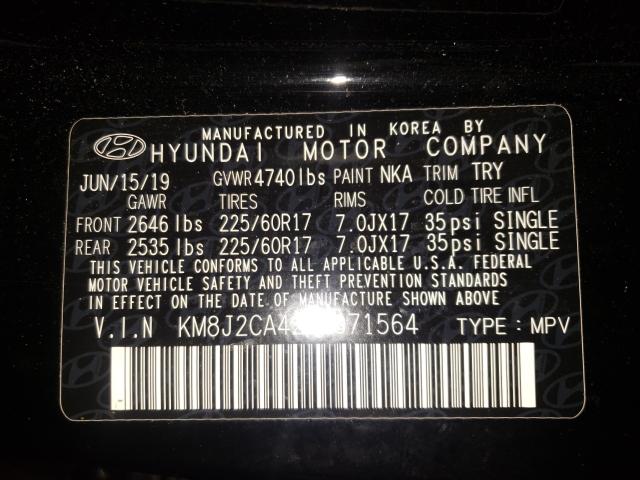 MANUFACTURED IN KOREA BY
HYUNDAI MOTOR COMPANY
JUN/15/19 GVWR 4740lbs PAINT NKA TRIM TRY
GAWR TIRES RIMS COLD TIRE INFL
FRONT 2646 lbs 225/60R17 7.0JX17 35psi SINGLE
REAR 2535 lbs 225/60R17 7.0JX17 35psi SINGLE
THIS VEHICLE CONFORMS TO ALL APPLICABLE U.S.A. FEDERAL
MOTOR VEHICLE SAFETY AND THEFT PREVENTION STANDARDS
IN EFFECT ON THE DATE OF MANUFACTURE SHOWN ABOVE
V.I.N TYPE : MPV